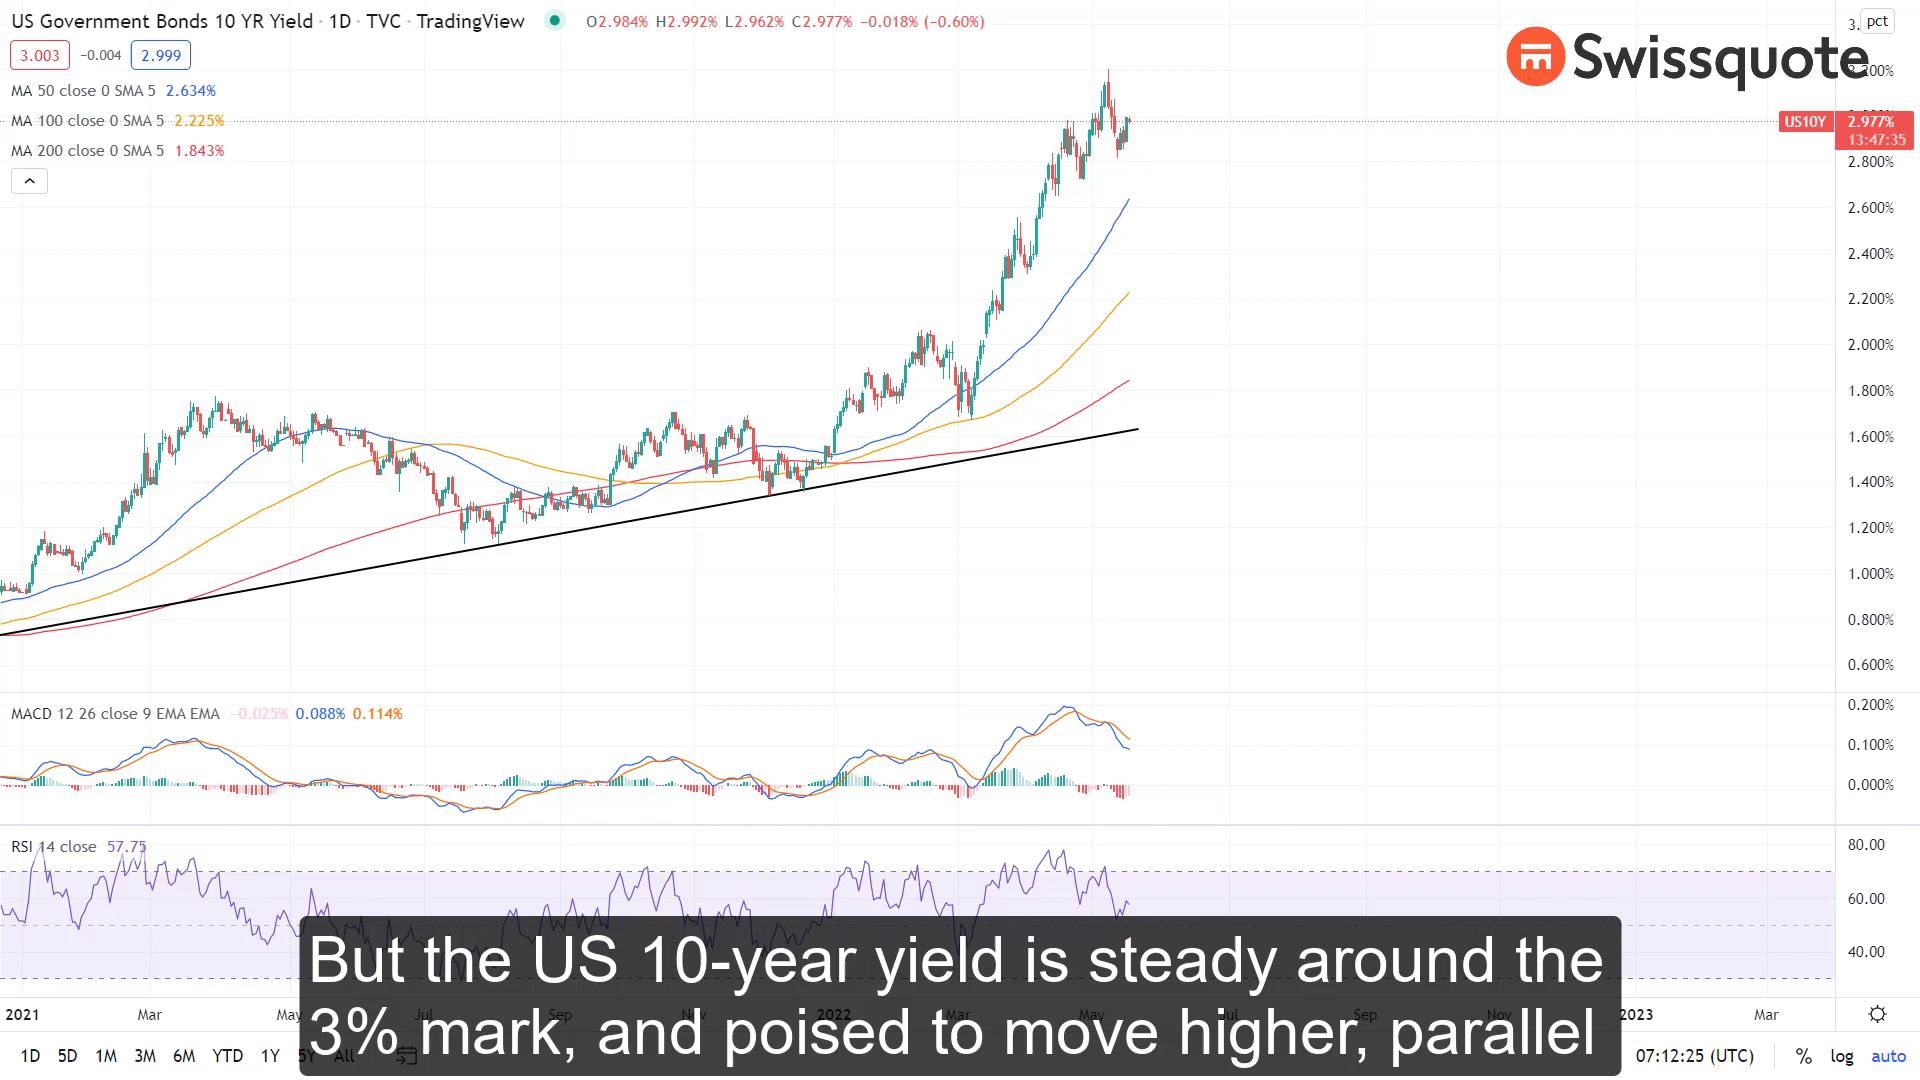 US Government Bonds 10 YR Yield · 1D · TVC · TradingView O2.984% H2.992% L2.962% C2.977% −0.018% (−0.60%)
pct
3.003 −0.004 2.999
Swissquote
MA 50 close 0 SMA 5 2.634%
MA 100 close 0 SMA 5 2.225%
MA 200 close 0 SMA 5 1.843%
US10Y 2.977%
13:47:35
2.800%
2.600%
2.400%
2.200%
2.000%
1.800%
1.600%
1.400%
1.200%
1.000%
0.800%
0.600%
MACD 12 26 close 9 EMA EMA −0.025% 0.088% 0.114%
0.200%
0.100%
0.000%
RSI 14 close 57.75
80.00
60.00
40.00
But the US 10-year yield is steady around the
3% mark, and poised to move higher, parallel
2021 Mar May Jul Sep Nov 2022 Mar May Jul Sep Nov 2023 Mar
1D 5D 1M 3M 6M YTD 1Y 5Y All 07:12:25 (UTC) % log auto